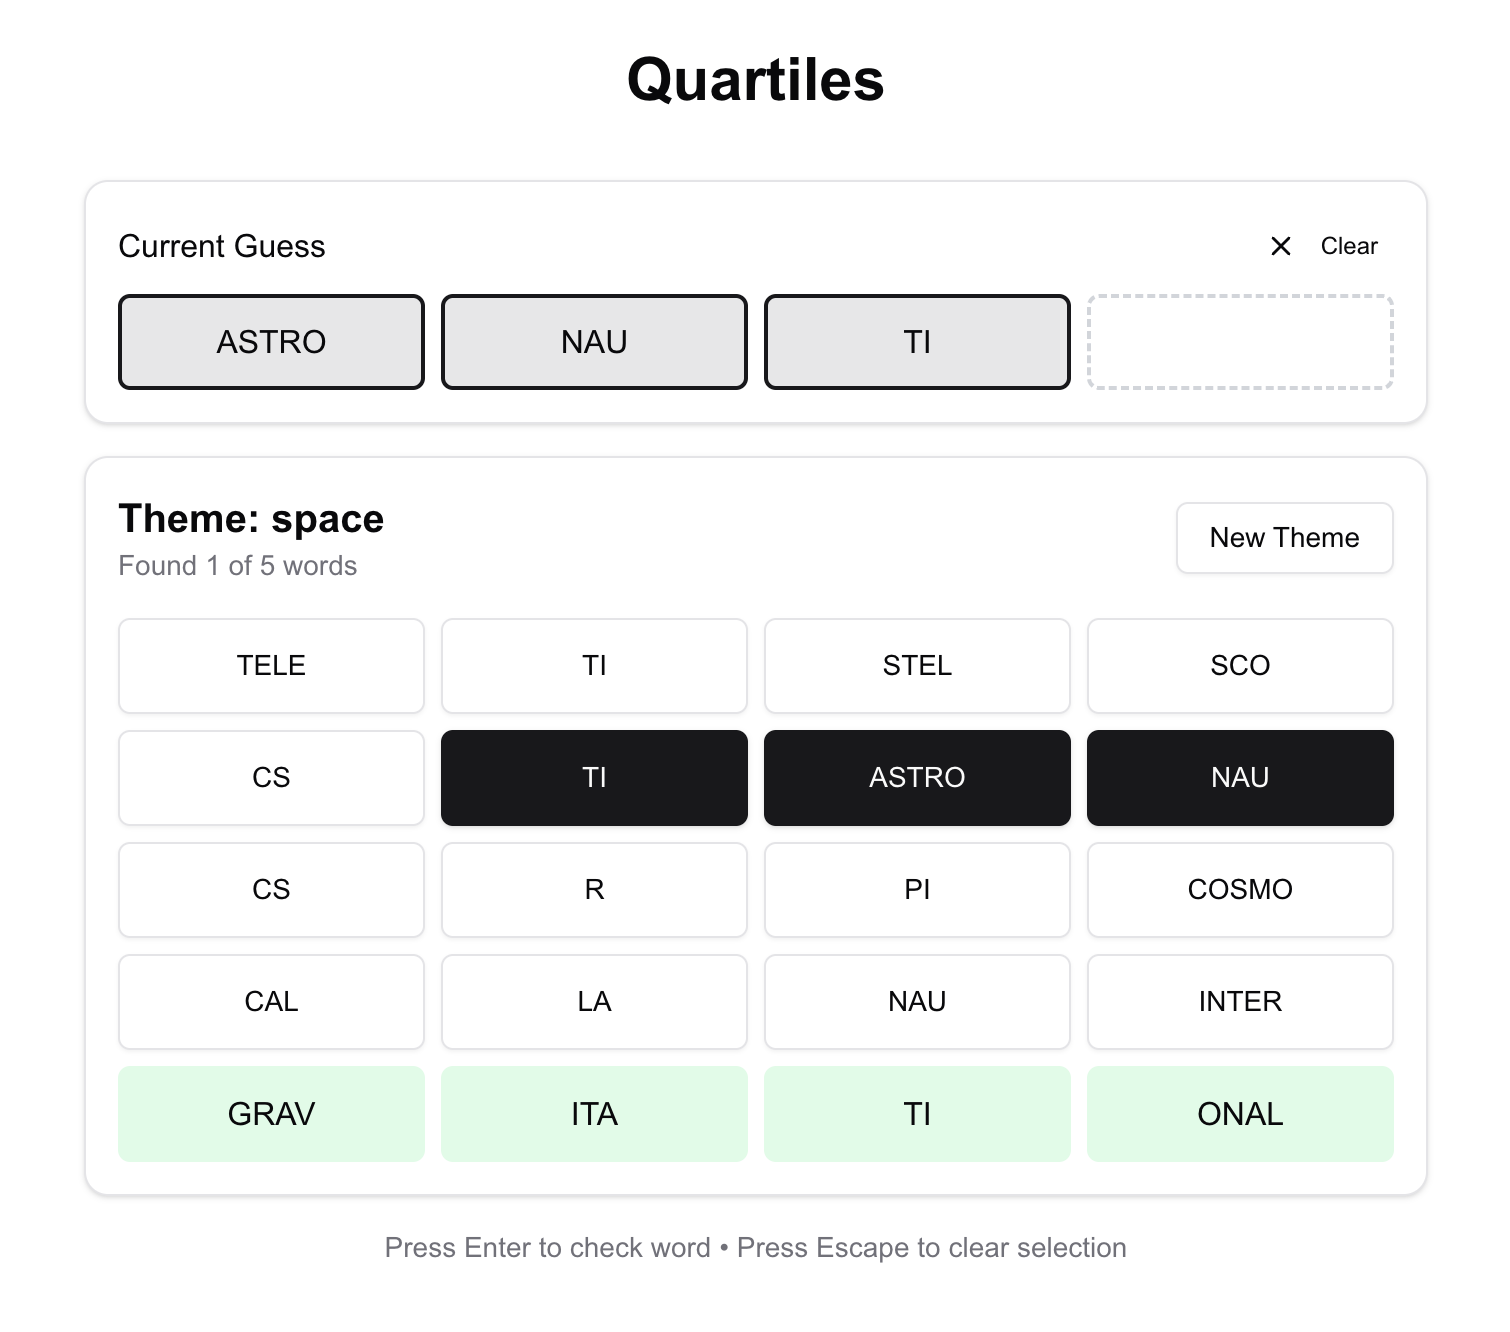 Quartiles
Current Guess
Clear
ASTRO NAU TI
Theme: space
Found 1 of 5 words
New Theme
TELE TI STEL SCO
CS TI ASTRO NAU
CS R PI COSMO
CAL LA NAU INTER
GRAV ITA TI ONAL
Press Enter to check word • Press Escape to clear selection